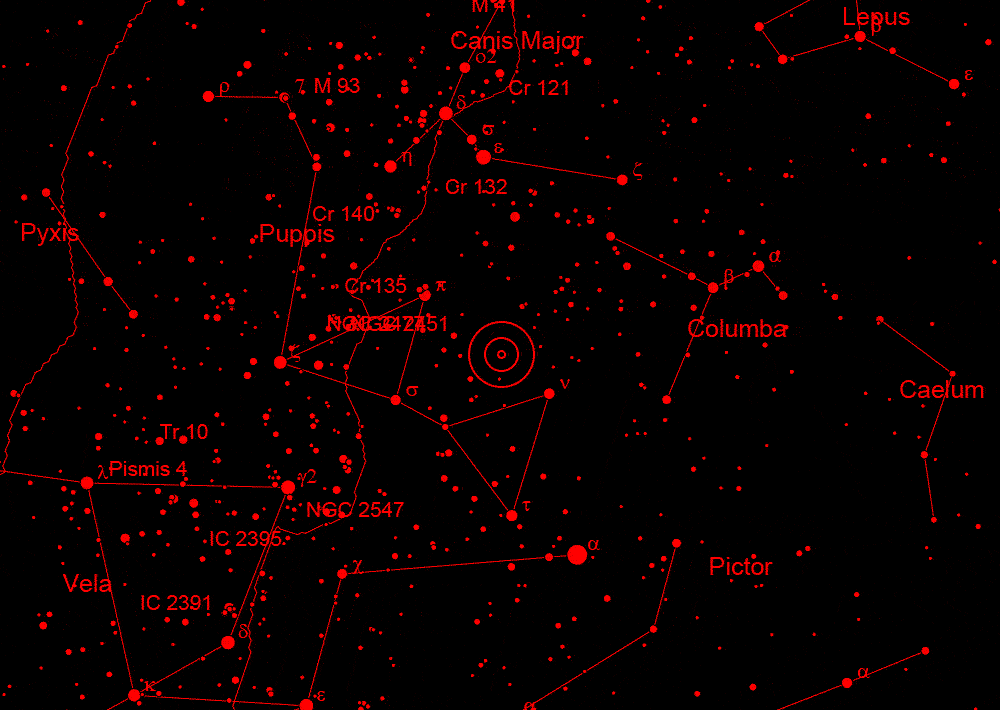 M 41
Lepus
β
Canis Major
ο2
ε
ρ
M 93
Cr 121
δ
σ
η
ε
ζ
Cr 132
Cr 140
Pyxis
Puppis
α
β
Cr 135
π
Columba
ζ
ν
σ
Caelum
Tr 10
λ
Pismis 4
γ2
NGC 2547
τ
IC 2395
α
χ
Pictor
Vela
IC 2391
δ
α
κ
ε
α